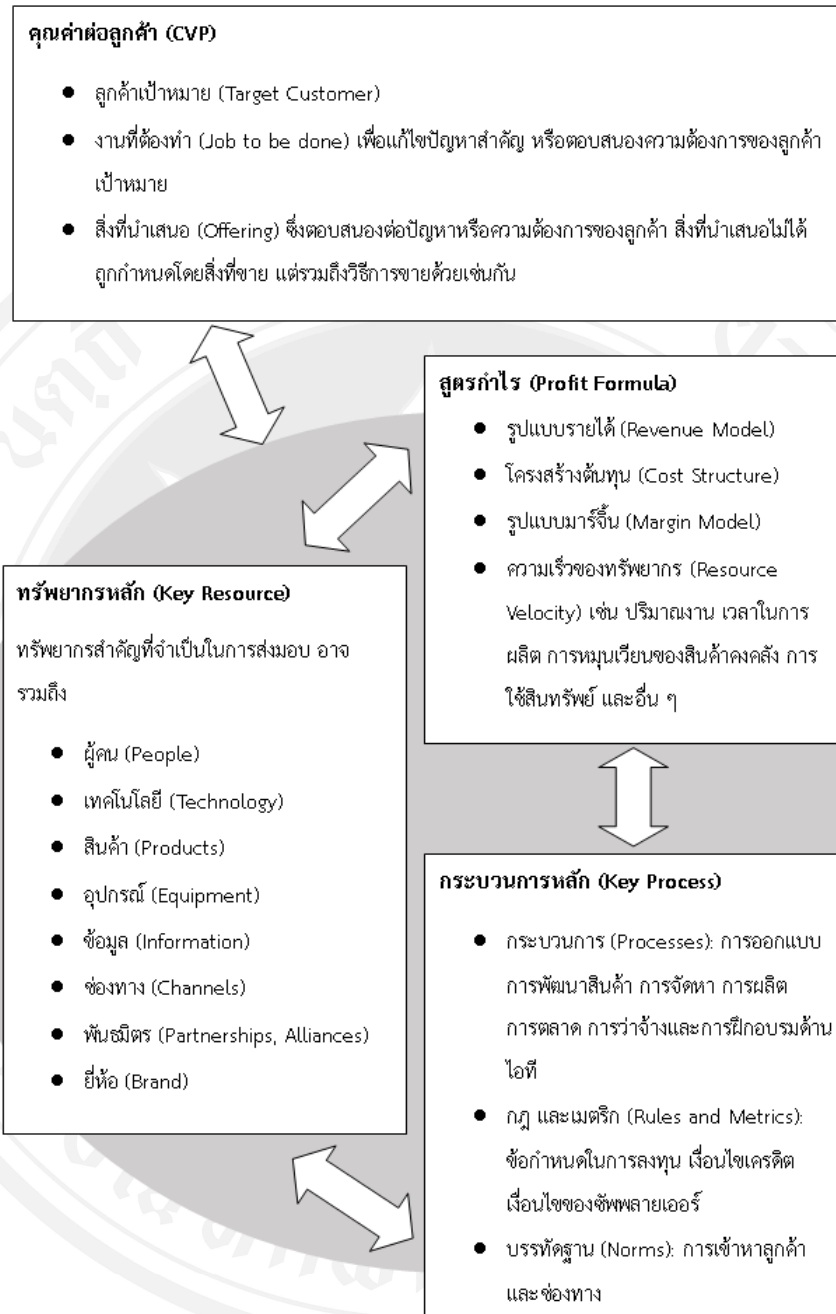 คุณค่าต่อลูกค้า (CVP)
● ลูกค้าเป้าหมาย (Target Customer)
● งานที่ต้องทำ (Job to be done) เพื่อแก้ไขปัญหาสำคัญ หรือตอบสนองความต้องการของลูกค้า
เป้าหมาย
● สิ่งที่นำเสนอ (Offering) ซึ่งตอบสนองต่อปัญหาหรือความต้องการของลูกค้า สิ่งที่นำเสนอไม่ได้
ถูกกำหนดโดยสิ่งที่ขาย แต่รวมถึงวิธีการขายด้วยเช่นกัน
สูตรกำไร (Profit Formula)
● รูปแบบรายได้ (Revenue Model)
● โครงสร้างต้นทุน (Cost Structure)
● รูปแบบมาร์จิ้น (Margin Model)
● ความเร็วของทรัพยากร (Resource
Velocity) เช่น ปริมาณงาน เวลาในการ
ผลิต การหมุนเวียนของสินค้าคงคลัง การ
ใช้สินทรัพย์ และอื่น ๆ
ทรัพยากรหลัก (Key Resource)
ทรัพยากรสำคัญที่จำเป็นในการส่งมอบ อาจ
รวมถึง
● ผู้คน (People)
● เทคโนโลยี (Technology)
● สินค้า (Products)
● อุปกรณ์ (Equipment)
● ข้อมูล (Information)
● ช่องทาง (Channels)
● พันธมิตร (Partnerships, Alliances)
● ยี่ห้อ (Brand)
กระบวนการหลัก (Key Process)
● กระบวนการ (Processes): การออกแบบ
การพัฒนาสินค้า การจัดหา การผลิต
การตลาด การว่าจ้างและการฝึกอบรมด้าน
ไอที
● กฎ และเมตริก (Rules and Metrics):
ข้อกำหนดในการลงทุน เงื่อนไขเครดิต
เงื่อนไขของซัพพลายเออร์
● บรรทัดฐาน (Norms): การเข้าหาลูกค้า
และช่องทาง